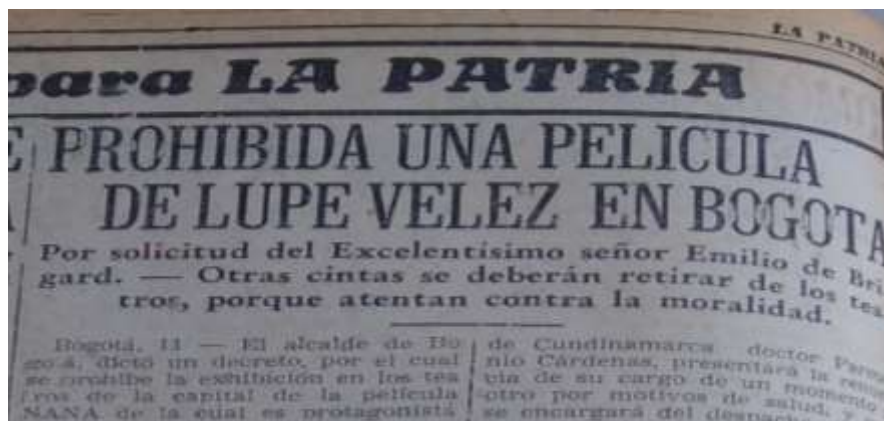 LA PATRIA
para LA PATRIA
PROHIBIDA UNA PELICULA
DE LUPE VELEZ EN BOGOTA
Por solicitud del Excelentísimo señor Emilio de Bri
gard. — Otras cintas se deberán retirar de los tea
tros, porque atentan contra la moralidad.
Bogotá, 11 — El alcalde de Bo
gotá, dictó un decreto, por el cual
se prohibe la exhibición en los tea
tros de la capital de la película
NANA de la cual es protagonista
de Cundinamarca doctor
nio Cárdenas, presentará la
cia de su cargo de un momento
otro por motivos de salud, y
se encargará del